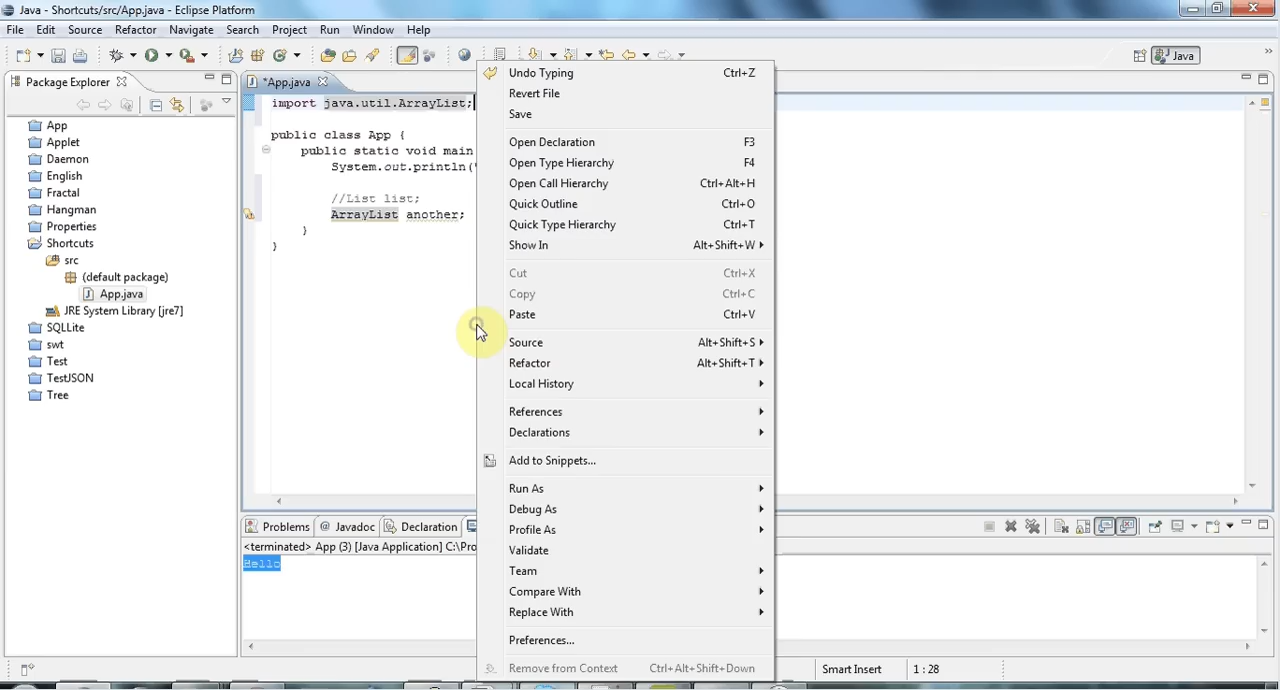 Java - Shortcuts/src/App.java - Eclipse Platform
File Edit Source Refactor Navigate Search Project Run Window Help
Java
Package Explorer
App
Applet
Daemon
English
Fractal
Hangman
Properties
Shortcuts
src
(default package)
App.java
JRE System Library [jre7]
SQLLite
swt
Test
TestJSON
Tree
*App.java
import java.util.ArrayList;
public class App {
public static void main
System.out.println("
//List list;
ArrayList another;
}
}
Undo Typing Ctrl+Z
Revert File
Save
Open Declaration F3
Open Type Hierarchy F4
Open Call Hierarchy Ctrl+Alt+H
Quick Outline Ctrl+O
Quick Type Hierarchy Ctrl+T
Show In Alt+Shift+W
Cut Ctrl+X
Copy Ctrl+C
Paste Ctrl+V
Source Alt+Shift+S
Refactor Alt+Shift+T
Local History
References
Declarations
Add to Snippets...
Run As
Debug As
Profile As
Validate
Team
Compare With
Replace With
Preferences...
Remove from Context Ctrl+Alt+Shift+Down
Problems @ Javadoc Declaration
<terminated> App (3) [Java Application] C:\Pro
Hello
Smart Insert 1 : 28